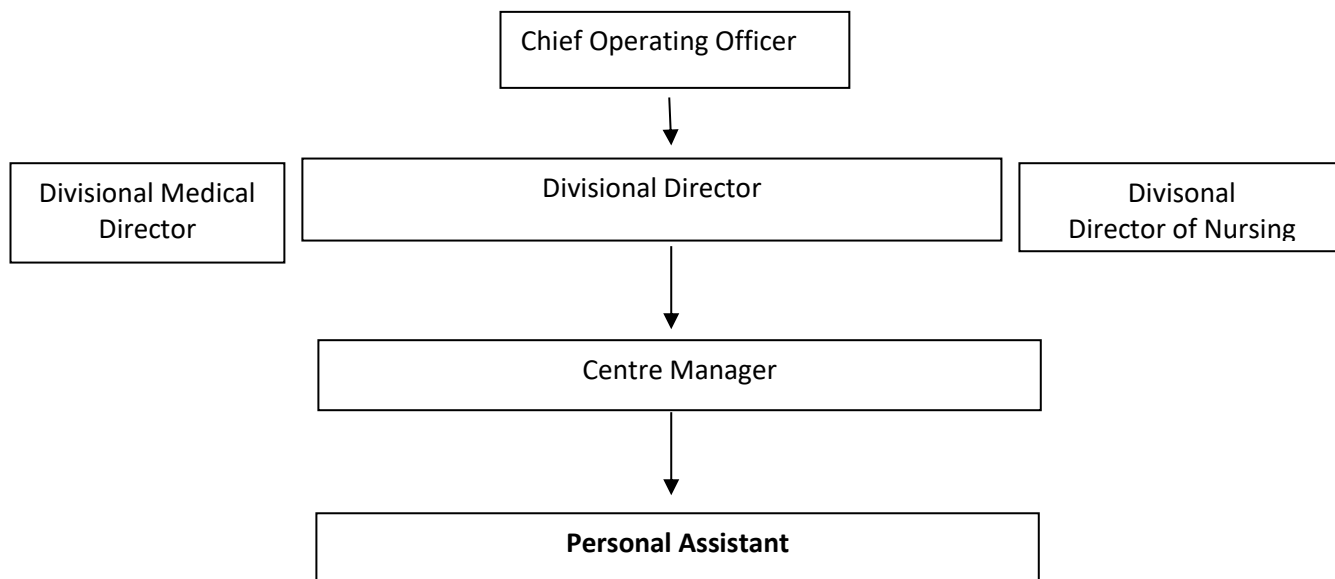 Chief Operating Officer
Divisional Medical
Director
Divisional Director
Divisonal
Director of Nursing
Centre Manager
Personal Assistant